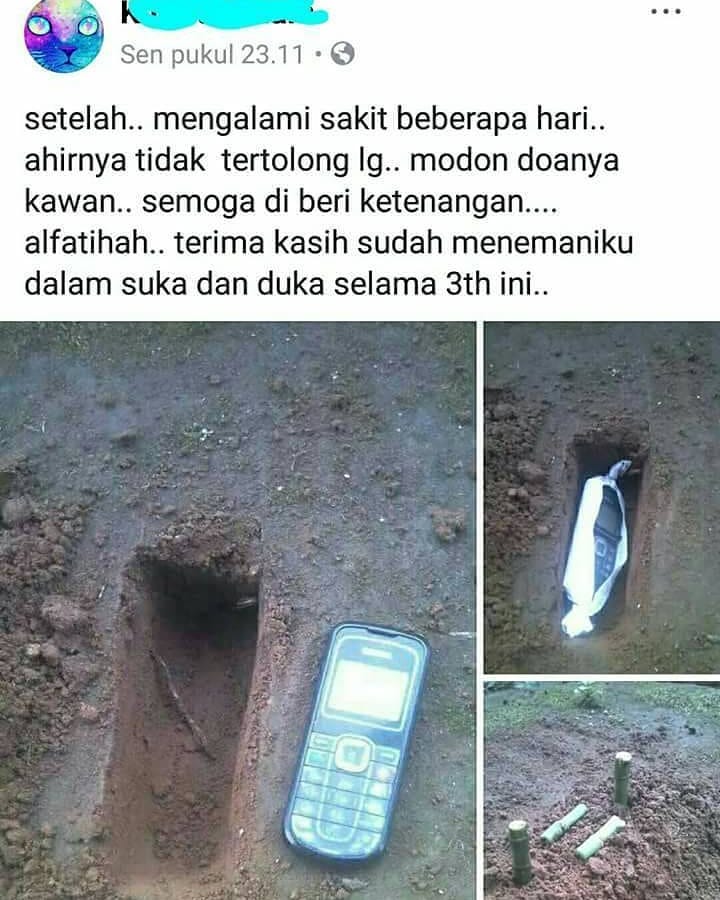 Sen pukul 23.11 •
setelah.. mengalami sakit beberapa hari..
ahirnya tidak tertolong lg.. modon doanya
kawan.. semoga di beri ketenangan....
alfatihah.. terima kasih sudah menemaniku
dalam suka dan duka selama 3th ini..